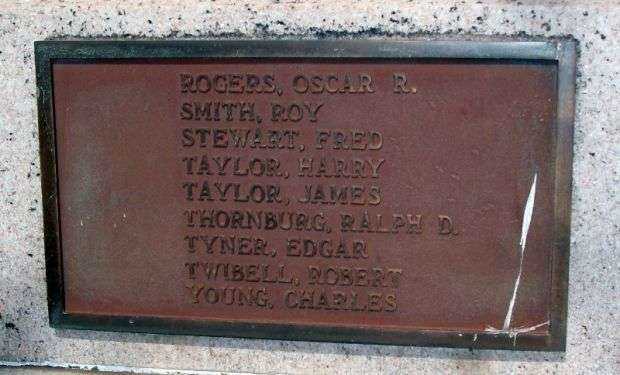 ROGERS, OSCAR R.
SMITH, ROY
STEWART, FRED
TAYLOR, HARRY
TAYLOR, JAMES
THORNBURG, RALPH D.
TYNER, EDGAR
TWIBELL, ROBERT
YOUNG, CHARLES